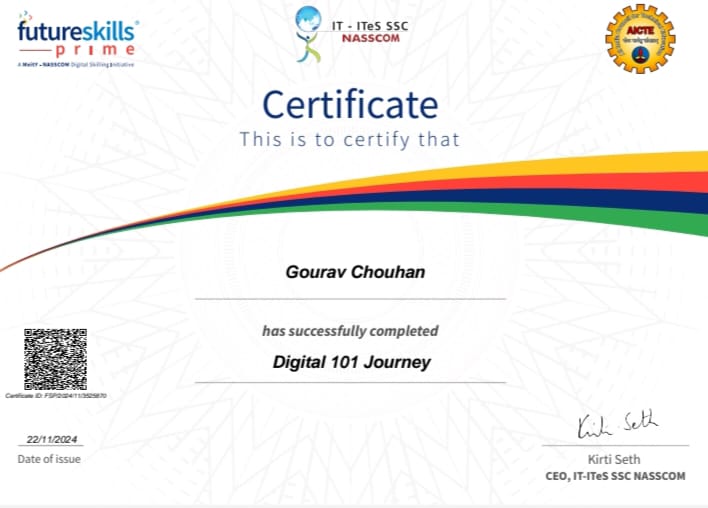 futureskills
prime
A MeitY - NASSCOM Digital Skilling Initiative
IT - ITeS SSC
NASSCOM
AICTE
Certificate
This is to certify that
Gourav Chouhan
has successfully completed
Digital 101 Journey
Certificate ID: FSP/2024/11/3525870
22/11/2024
Date of issue
Kirti Seth
Kirti Seth
CEO, IT-ITeS SSC NASSCOM